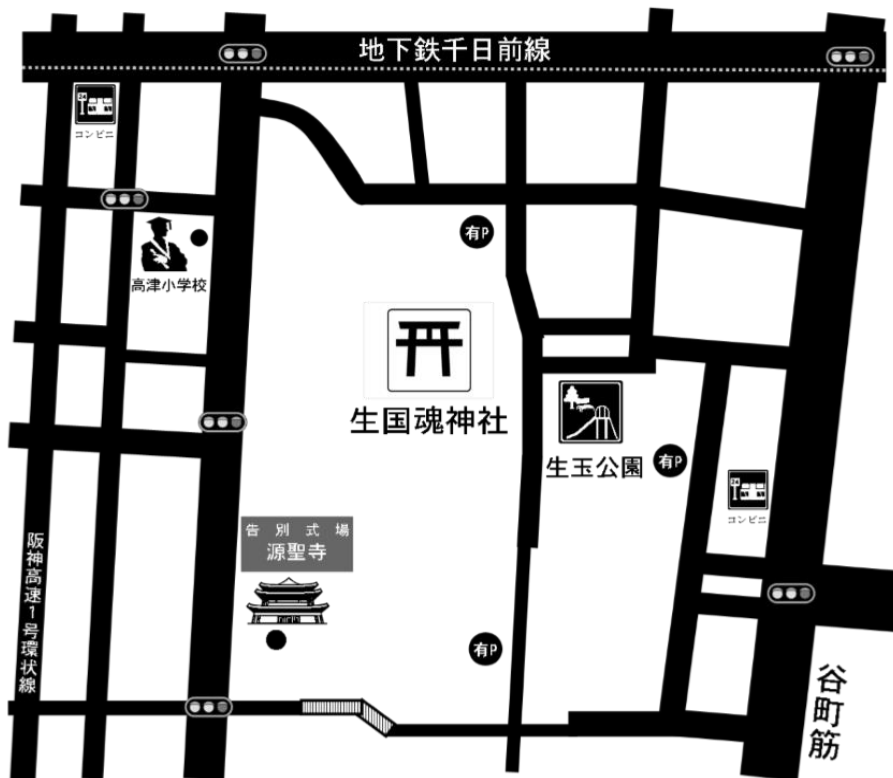 地下鉄千日前線
コンビニ
高津小学校
有P
生国魂神社
生玉公園
有P
コンビニ
告別式場
源聖寺
阪神高速1号環状線
有P
谷町筋